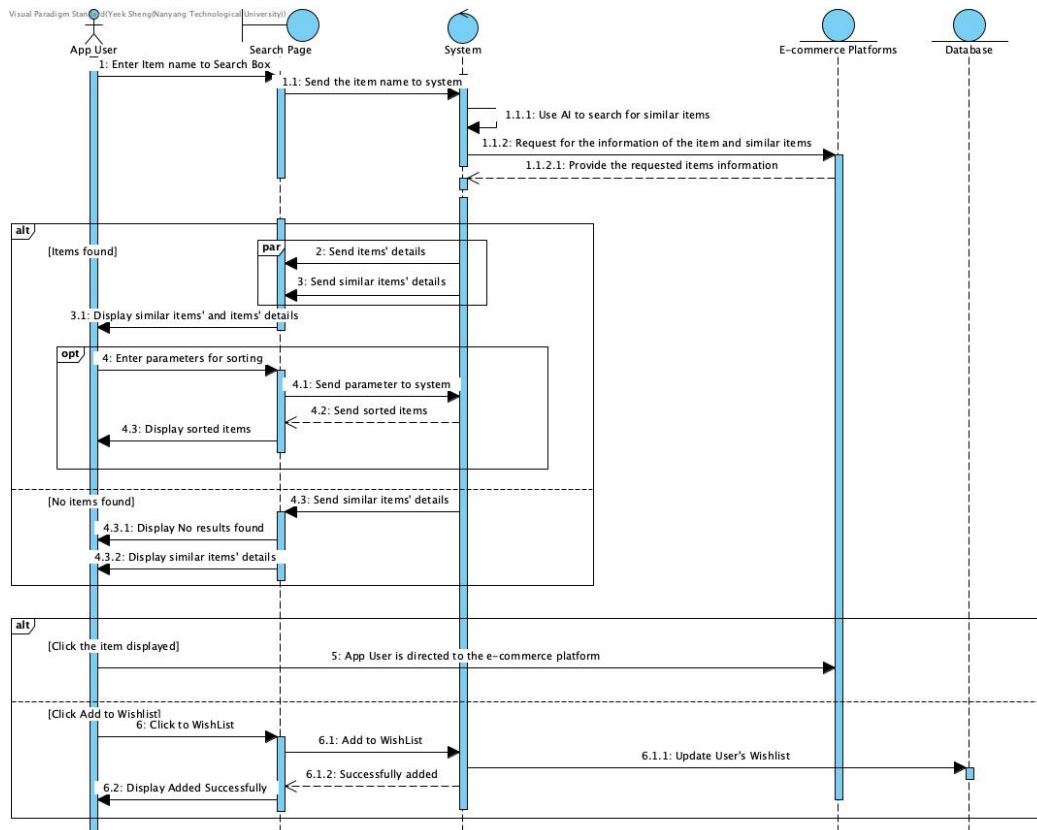 Visual Paradigm Standard(Yeek Sheng(Nanyang Technological University))
App User
Search Page
System
E-commerce Platforms
Database
1: Enter Item name to Search Box
1.1: Send the item name to system
1.1.1: Use AI to search for similar items
1.1.2: Request for the information of the item and similar items
1.1.2.1: Provide the requested items information
alt
[Items found]
par
2: Send items' details
3: Send similar items' details
3.1: Display similar items' and items' details
opt
4: Enter parameters for sorting
4.1: Send parameter to system
4.2: Send sorted items
4.3: Display sorted items
[No items found]
4.3: Send similar items' details
4.3.1: Display No results found
4.3.2: Display similar items' details
alt
[Click the item displayed]
5: App User is directed to the e-commerce platform
[Click Add to Wishlist]
6: Click to WishList
6.1: Add to WishList
6.1.1: Update User's Wishlist
6.1.2: Successfully added
6.2: Display Added Successfully